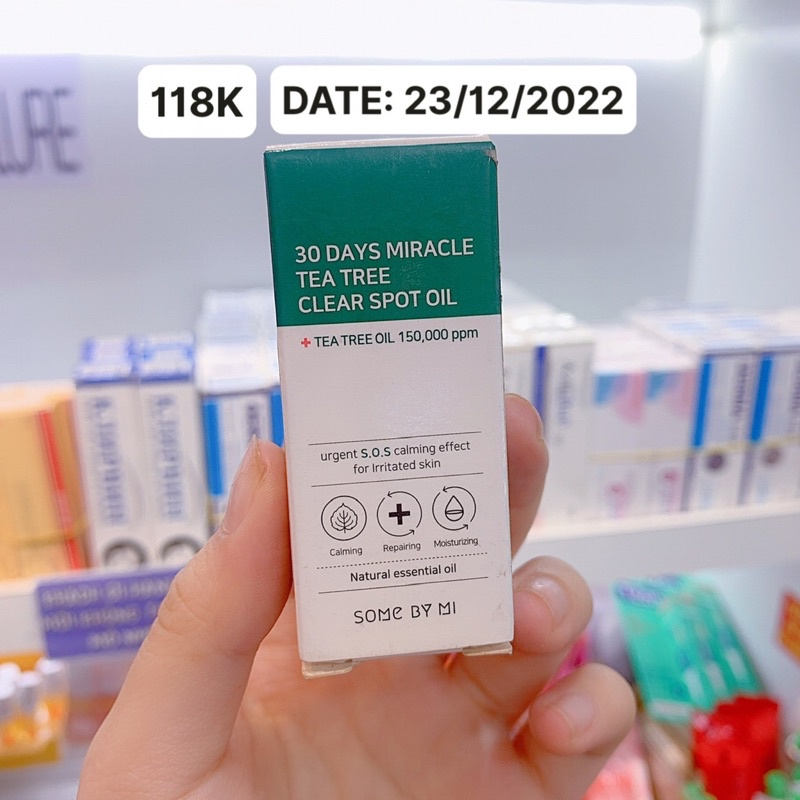 118K
DATE: 23/12/2022
30 DAYS MIRACLE
TEA TREE
CLEAR SPOT OIL
+ TEA TREE OIL 150,000 ppm
urgent S.O.S calming effect
for Irritated skin
Calming
Repairing
Moisturizing
Natural essential oil
SOME BY MI